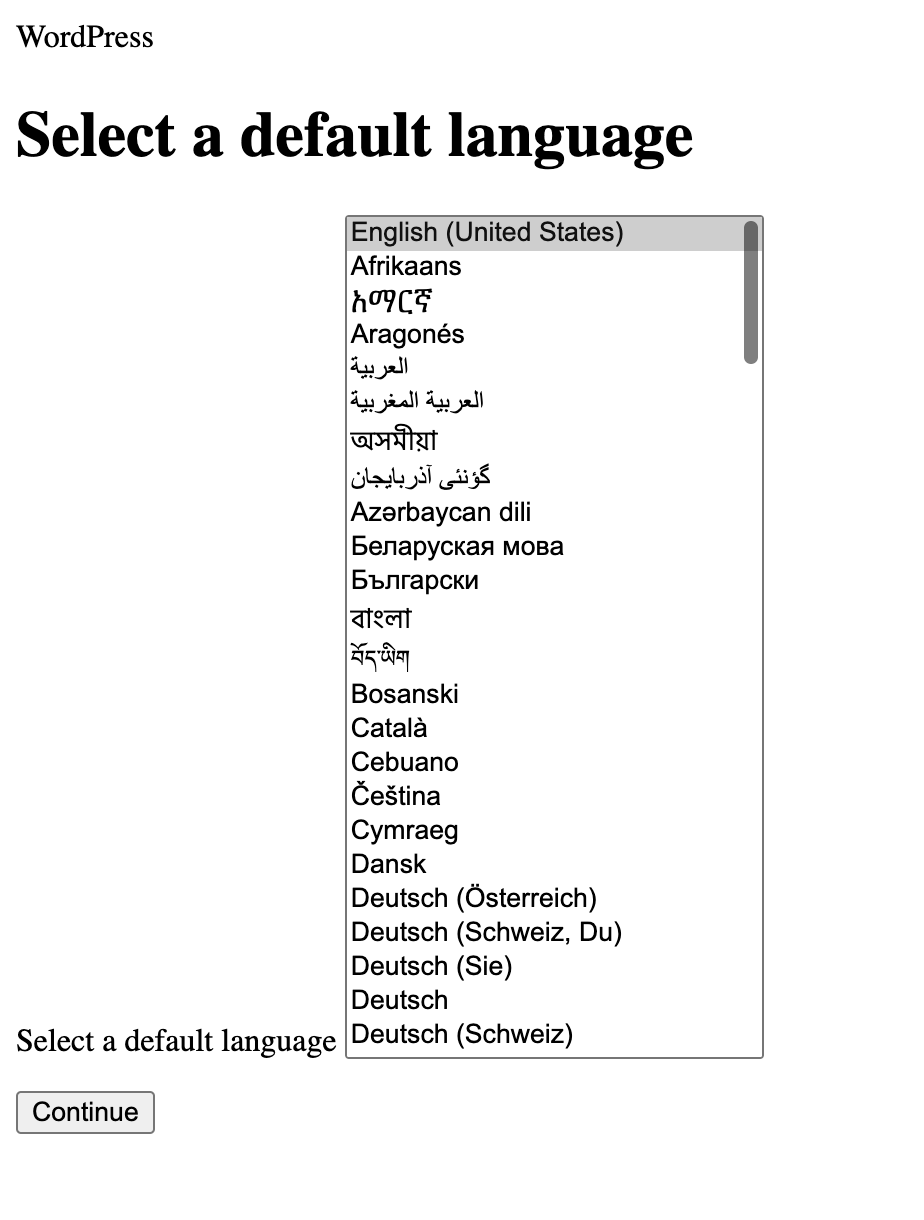 WordPress
Select a default language
English (United States)
Afrikaans
አማርኛ
Aragonés
العربية
العربية المغربية
অসমীয়া
گؤنئی آذربایجان
Azərbaycan dili
Беларуская мова
Български
বাংলা
བོད་ཡིག
Bosanski
Català
Cebuano
Čeština
Cymraeg
Dansk
Deutsch (Österreich)
Deutsch (Schweiz, Du)
Deutsch (Sie)
Deutsch
Deutsch (Schweiz)
Select a default language
Continue